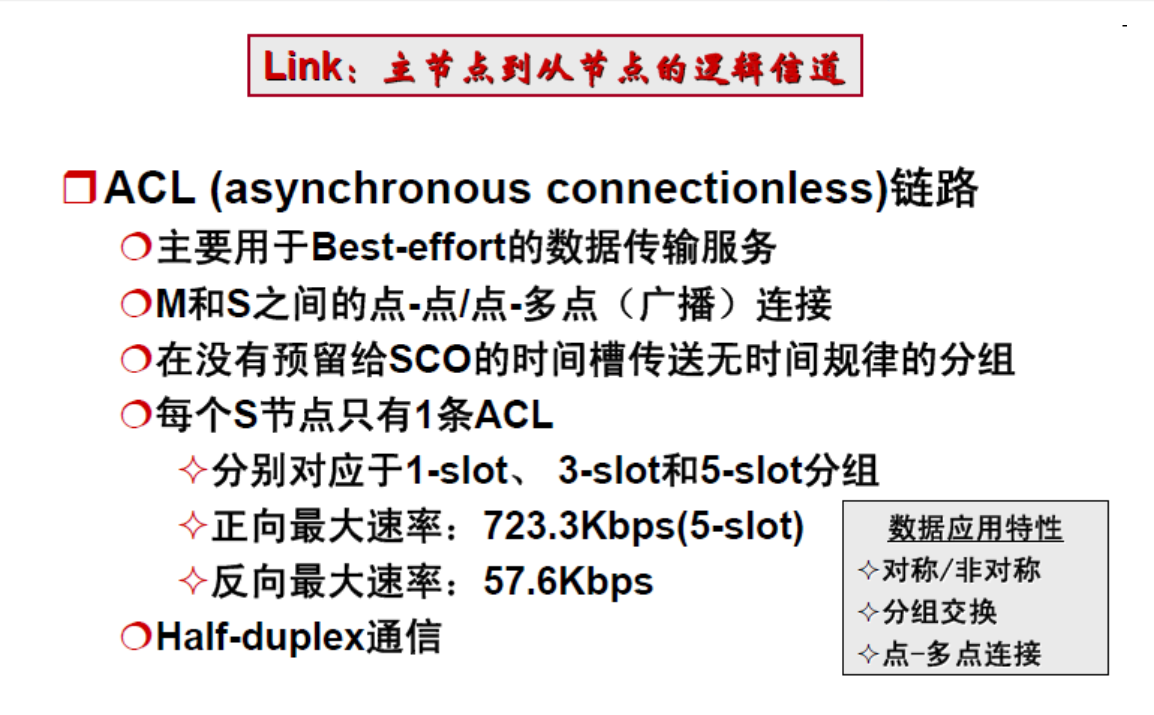 Link：主节点到从节点的逻辑信道
ACL (asynchronous connectionless)链路
主要用于Best-effort的数据传输服务
M和S之间的点-点/点-多点（广播）连接
在没有预留给SCO的时间槽传送无时间规律的分组
每个S节点只有1条ACL
分别对应于1-slot、 3-slot和5-slot分组
正向最大速率：723.3Kbps(5-slot)
反向最大速率：57.6Kbps
Half-duplex通信
数据应用特性
对称/非对称
分组交换
点-多点连接